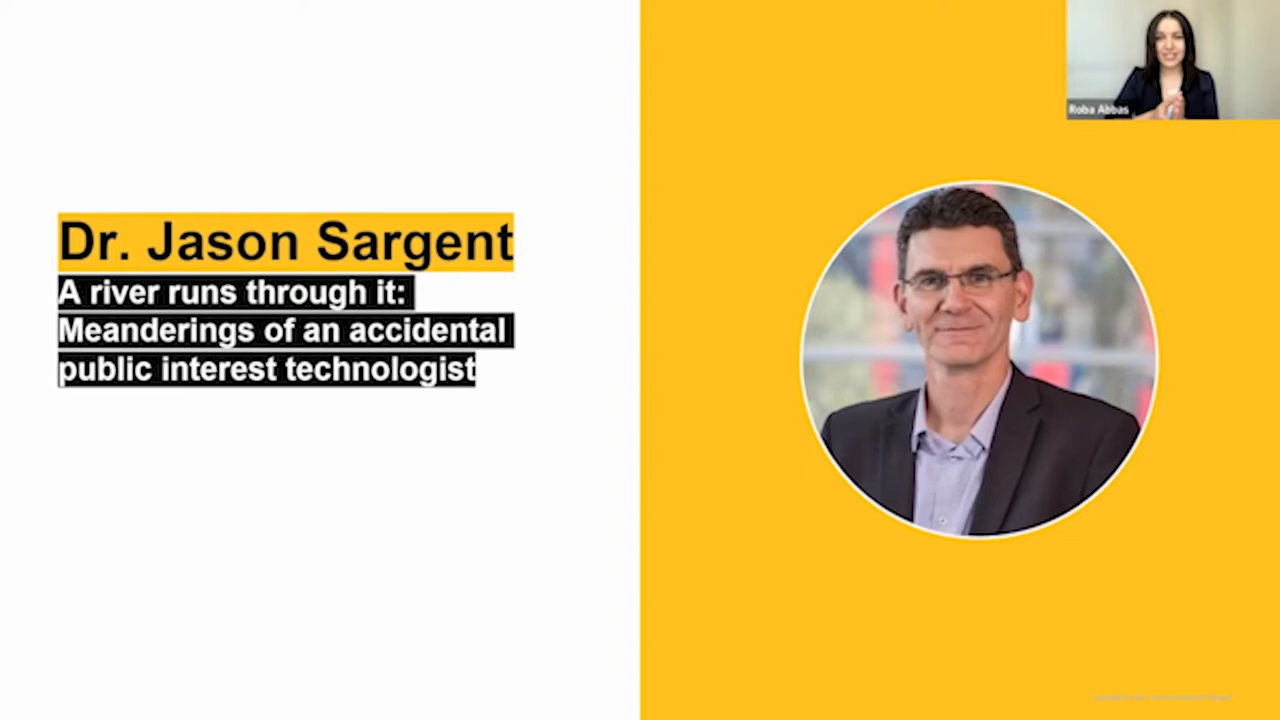 Roba Abbas
Dr. Jason Sargent
A river runs through it:
Meanderings of an accidental
public interest technologist